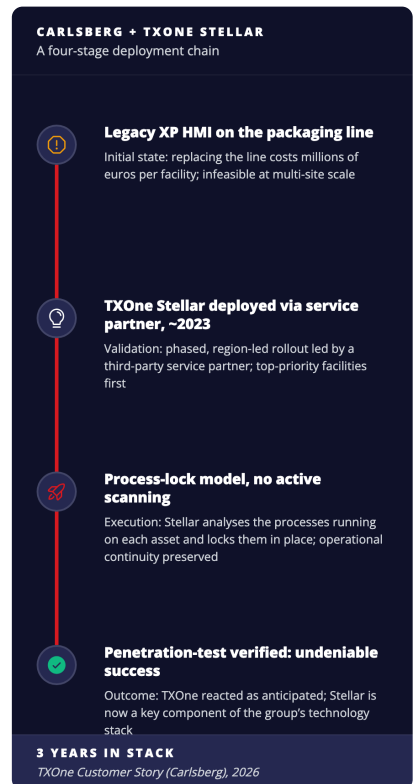 CARLSBERG + TXONE STELLAR
A four-stage deployment chain
Legacy XP HMI on the packaging line
Initial state: replacing the line costs millions of
euros per facility; infeasible at multi-site scale
TXOne Stellar deployed via service
partner, ~2023
Validation: phased, region-led rollout led by a
third-party service partner; top-priority facilities
first
Process-lock model, no active
scanning
Execution: Stellar analyses the processes running
on each asset and locks them in place; operational
continuity preserved
Penetration-test verified: undeniable
success
Outcome: TXOne reacted as anticipated; Stellar is
now a key component of the group's technology
stack
3 YEARS IN STACK
TXOne Customer Story (Carlsberg), 2026